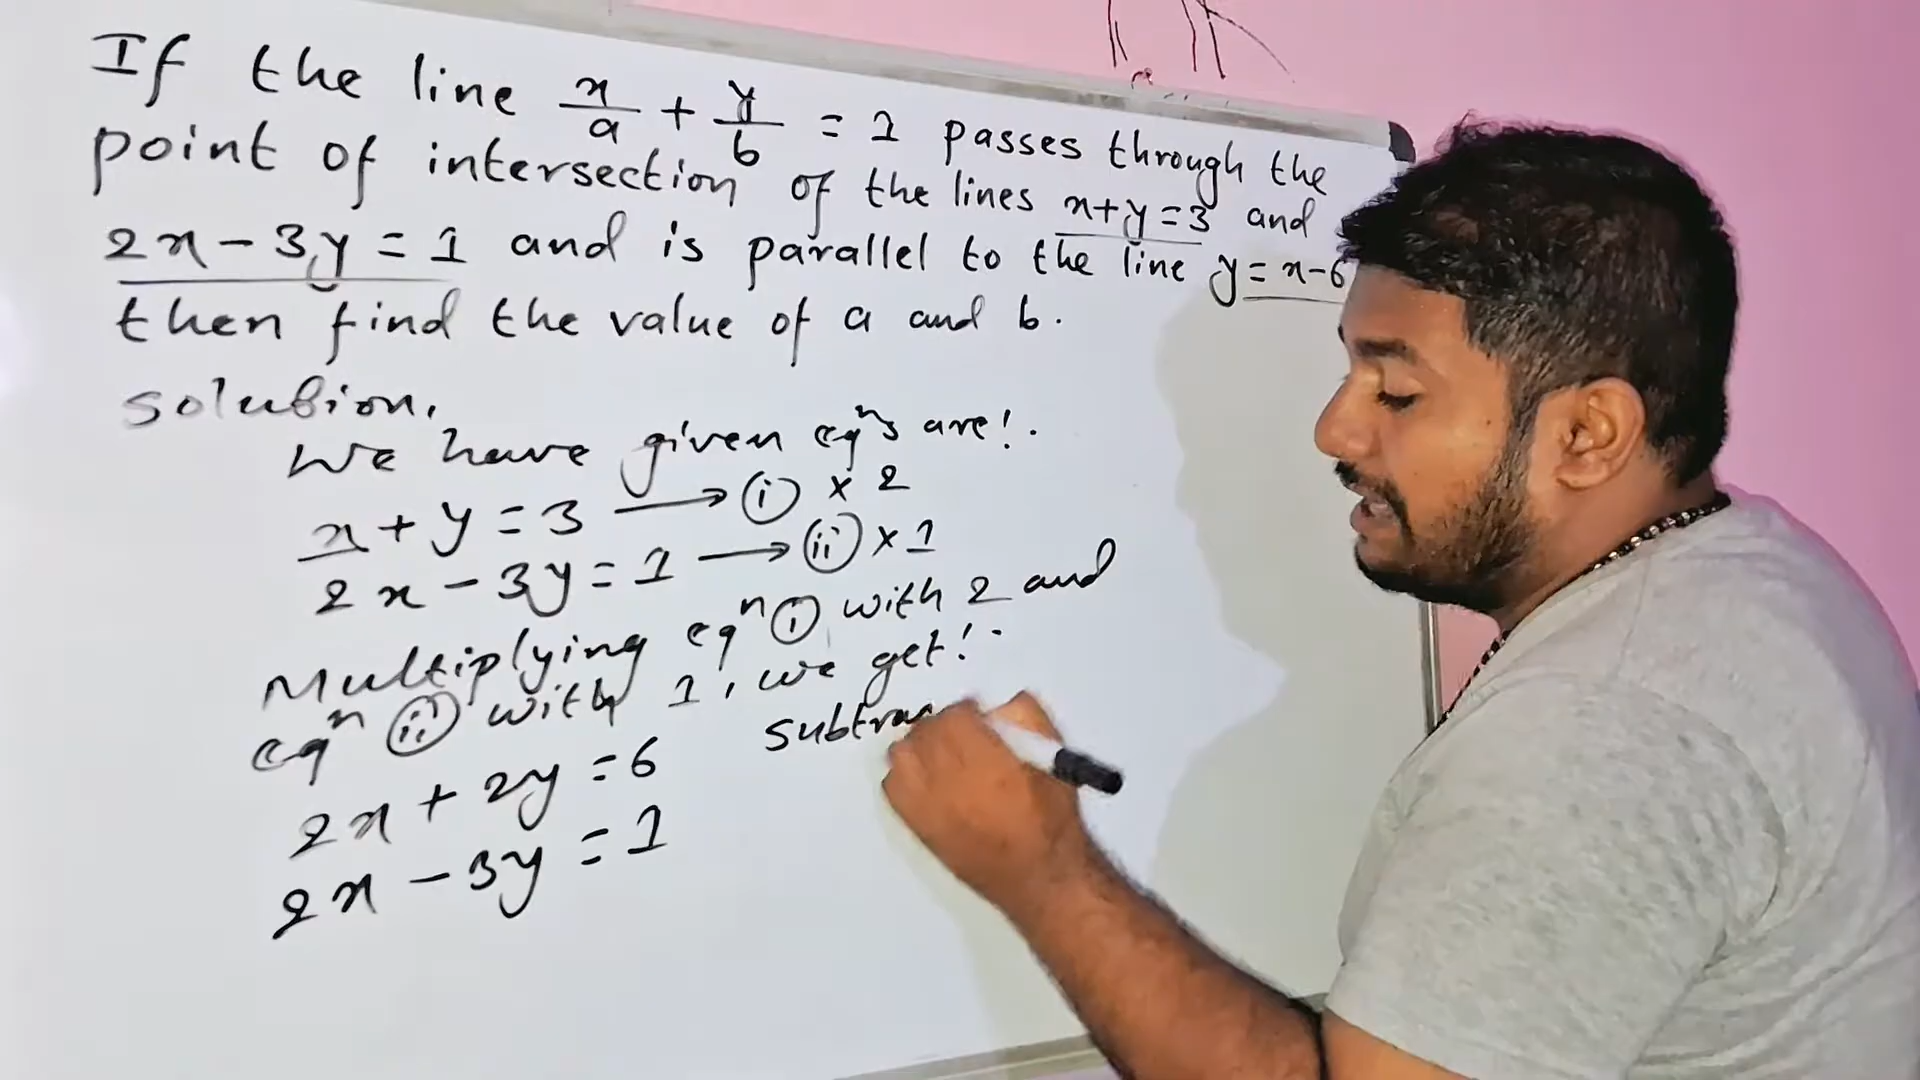 If the line x/a + y/b = 1 passes through the
point of intersection of the lines x+y=3 and
2x-3y=1 and is parallel to the line y=x-6
then find the value of a and b.
solution.
We have given eqⁿs are:.
x+y=3 → (i) × 2
2x-3y=1 → (ii) × 1
Multiplying eqⁿ (i) with 2 and
eqⁿ (ii) with 1, we get:.
subtra
2x+2y=6
2x-3y=1